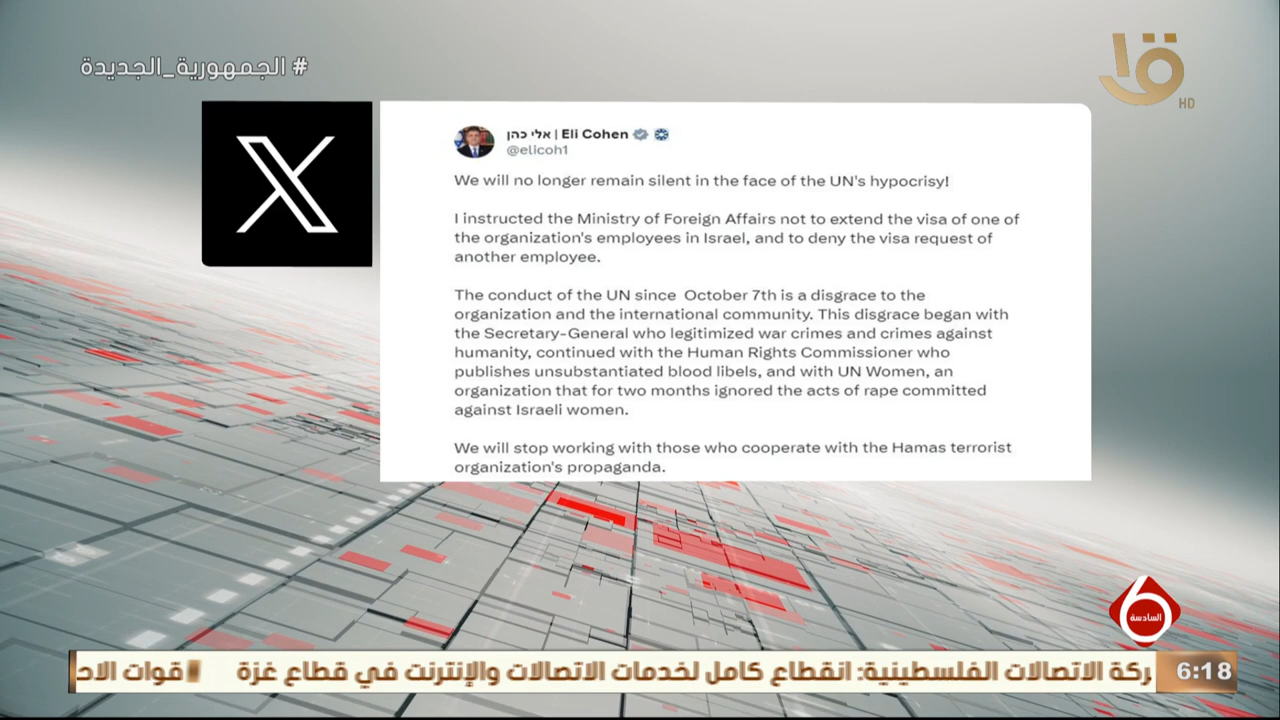 # الجمهورية_الجديدة
HD
X
אלי כהן | Eli Cohen
@elicoh1
We will no longer remain silent in the face of the UN's hypocrisy!
I instructed the Ministry of Foreign Affairs not to extend the visa of one of
the organization's employees in Israel, and to deny the visa request of
another employee.
The conduct of the UN since October 7th is a disgrace to the
organization and the international community. This disgrace began with
the Secretary-General who legitimized war crimes and crimes against
humanity, continued with the Human Rights Commissioner who
publishes unsubstantiated blood libels, and with UN Women, an
organization that for two months ignored the acts of rape committed
against Israeli women.
We will stop working with those who cooperate with the Hamas terrorist
organization's propaganda.
6
السادسة
6:18
ركة الاتصالات الفلسطينية: انقطاع كامل لخدمات الاتصالات والإنترنت في قطاع غزة
قوات الاح